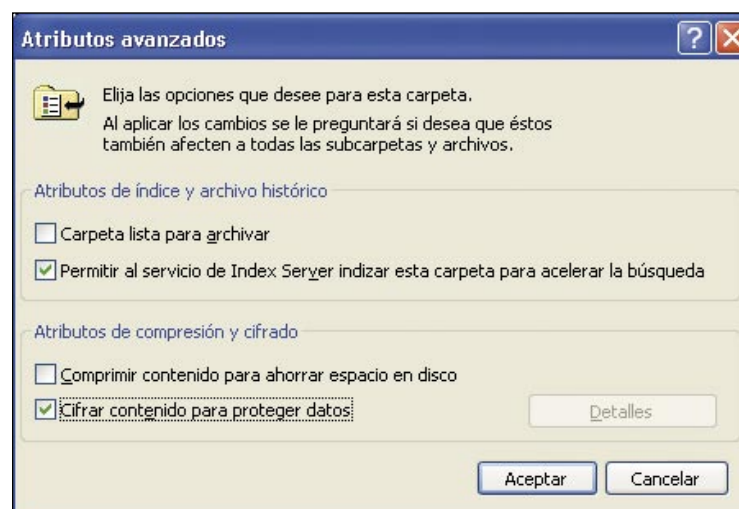 Atributos avanzados
Elija las opciones que desee para esta carpeta.
Al aplicar los cambios se le preguntará si desea que éstos
también afecten a todas las subcarpetas y archivos.
Atributos de índice y archivo histórico
Carpeta lista para archivar
Permitir al servicio de Index Server indizar esta carpeta para acelerar la búsqueda
Atributos de compresión y cifrado
Comprimir contenido para ahorrar espacio en disco
Cifrar contenido para proteger datos
Detalles
Aceptar
Cancelar